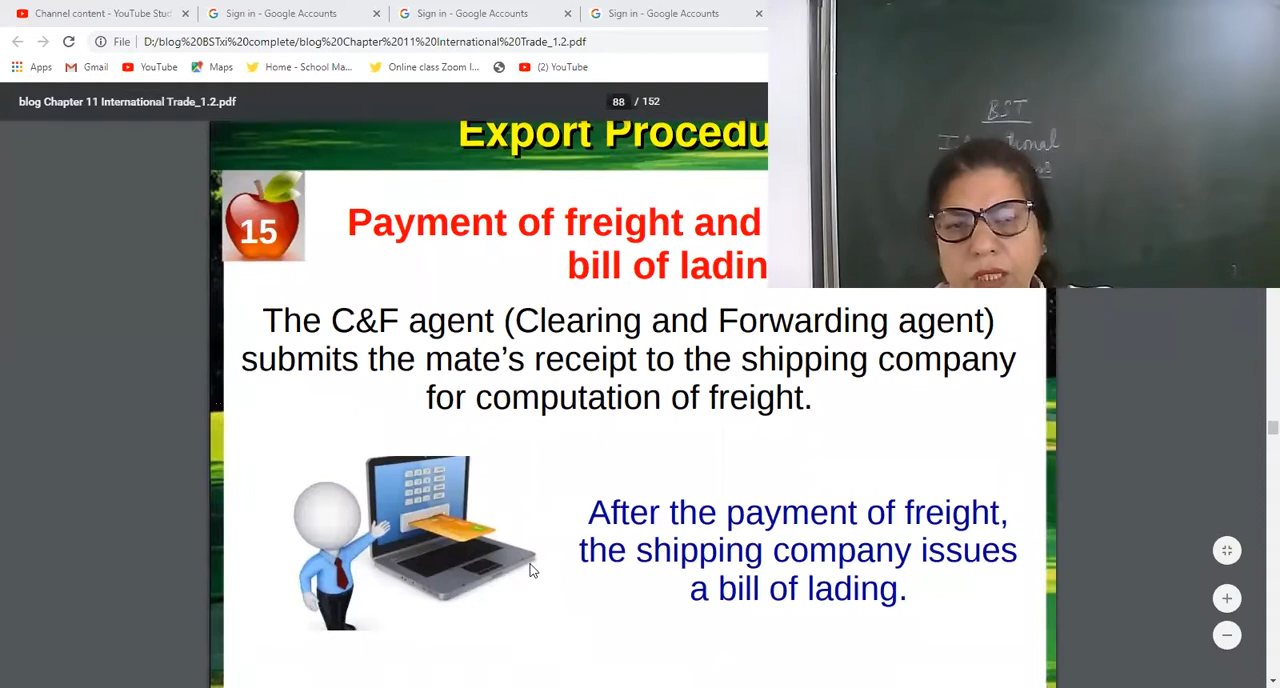 Channel content - YouTube Stud
Sign in - Google Accounts
Sign in - Google Accounts
Sign in - Google Accounts
File D:/blog%20BSTxi%20complete/blog%20Chapter%2011%20International%20Trade_1.2.pdf
Apps Gmail YouTube Maps Home - School Ma... Online class Zoom I... (2) YouTube
blog Chapter 11 International Trade_1.2.pdf 88 / 152
BST
Export Procedu
15
Payment of freight and
bill of ladin
The C&F agent (Clearing and Forwarding agent)
submits the mate’s receipt to the shipping company
for computation of freight.
After the payment of freight,
the shipping company issues
a bill of lading.